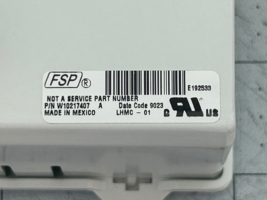 FSP ®
E192533
NOT A SERVICE PART NUMBER
P/N W10217407 A Date Code 9023
MADE IN MEXICO LHMC - 01
C US